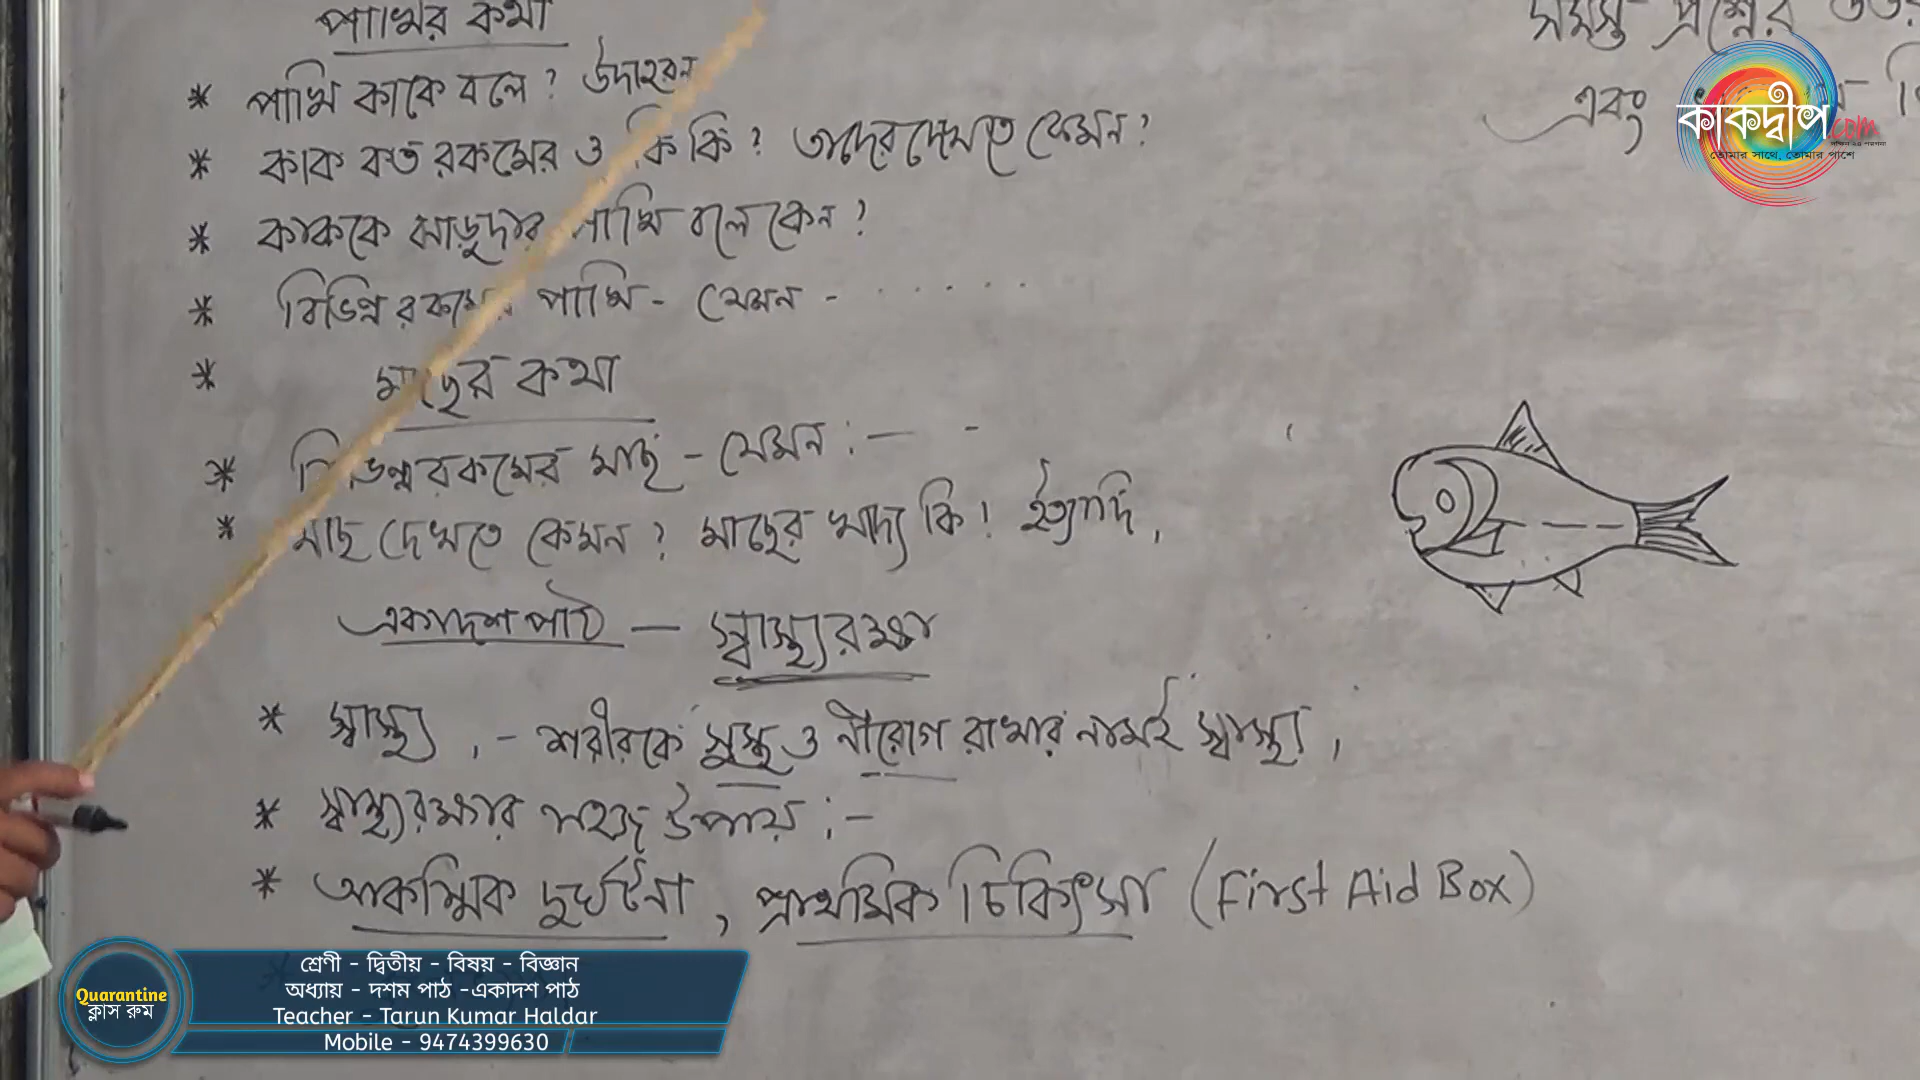 পাখির কথা
* পাখি কাকে বলে? উদাহরন
* কাক কত রকমের ও কি কি? তাদের দেখতে কেমন?
* কাককে ঝাড়ুদার পাখি বলে কেন?
* বিভিন্ন রকমের পাখি - যেমন - . . . . . .
* মাছের কথা
* বিভিন্ন রকমের মাছ - যেমন :— -
* মাছ দেখতে কেমন? মাছের খাদ্য কি! ইত্যাদি,
একাদশ পাঠ — স্বাস্থ্যরক্ষা
* স্বাস্থ্য, - শরীরকে সুস্থ ও নীরোগ রাখার নামই স্বাস্থ্য,
* স্বাস্থ্যরক্ষার সহজ উপায় :-
* আকস্মিক দুর্ঘটনা, প্রাথমিক চিকিৎসা (First Aid Box)
সমস্ত প্রশ্নের
এবং
কাকদ্বীপ.com
তোমার সাথে, তোমার পাশে
Quarantine
ক্লাস রুম
শ্রেণী - দ্বিতীয় - বিষয় - বিজ্ঞান
অধ্যায় - দশম পাঠ -একাদশ পাঠ
Teacher - Tarun Kumar Haldar
Mobile - 9474399630